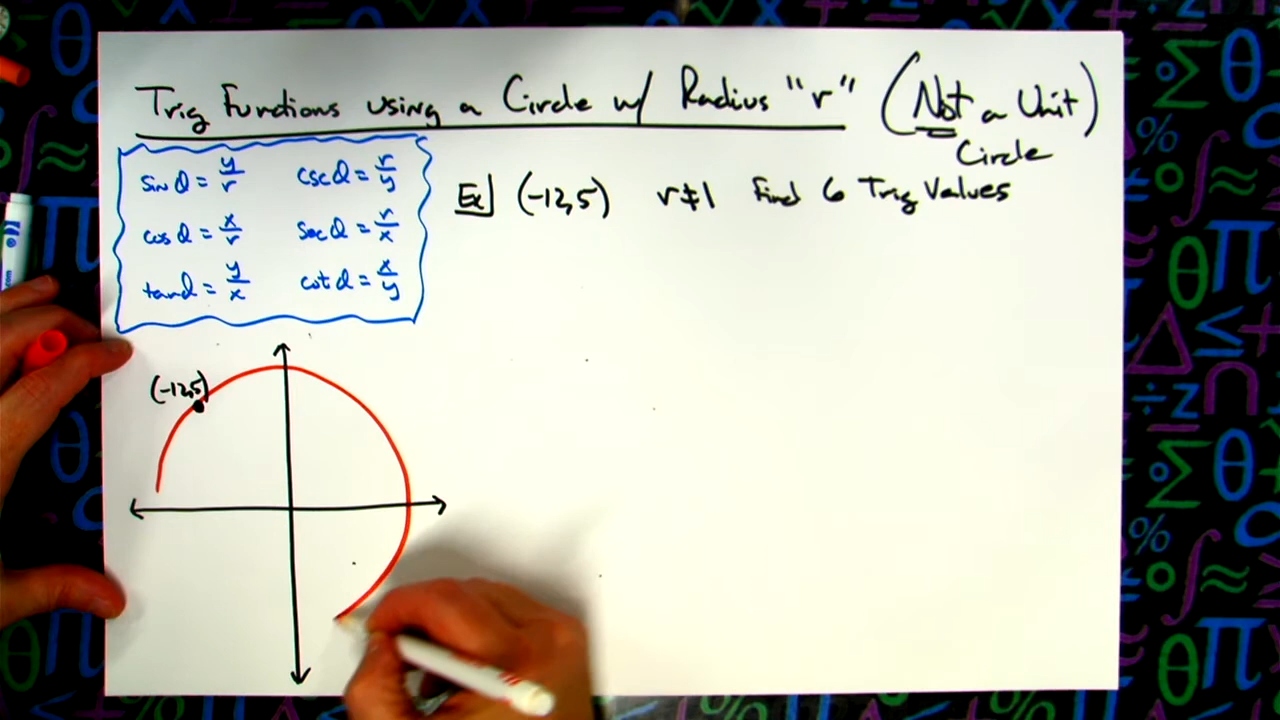 Trig Functions using a Circle w/ Radius "r" (Not a Unit Circle)
sin θ = y/r csc θ = r/y
cos θ = x/r sec θ = r/x
tan θ = y/x cot θ = x/y
Ex] (-12,5) r≠1 Find 6 Trig Values
(-12,5)